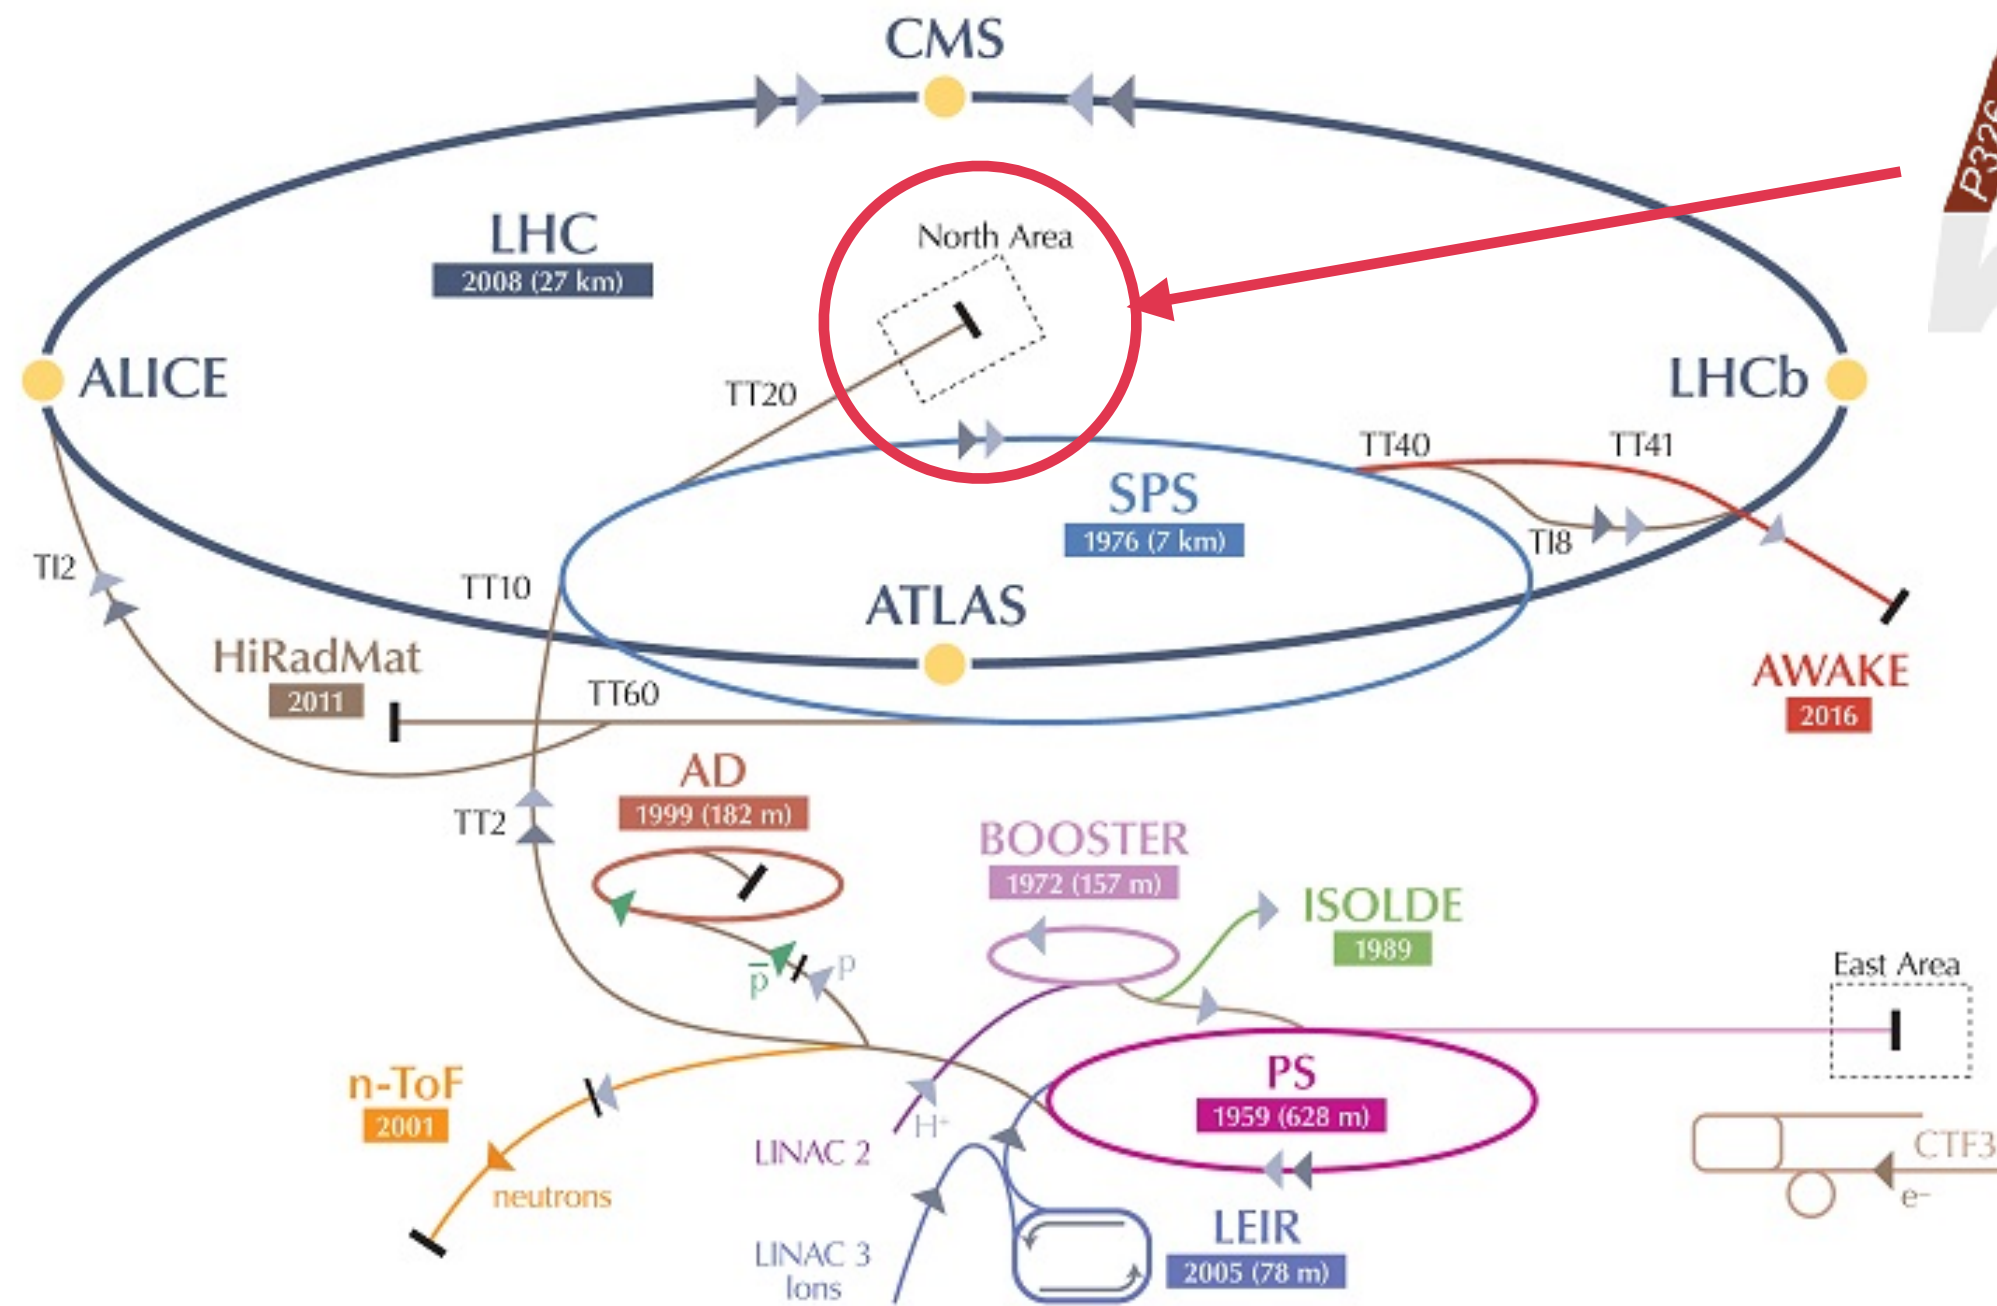 CMS
P326
North Area
LHC
2008 (27 km)
ALICE
TT20
LHCb
TT40
TT41
SPS
1976 (7 km)
TI8
TI2
TT10
ATLAS
HiRadMat
2011
TT60
AWAKE
2016
AD
1999 (182 m)
TT2
BOOSTER
1972 (157 m)
ISOLDE
1989
p̅
p
East Area
n-ToF
2001
PS
1959 (628 m)
H⁺
LINAC 2
CTF3
e⁻
neutrons
LEIR
2005 (78 m)
LINAC 3
Ions